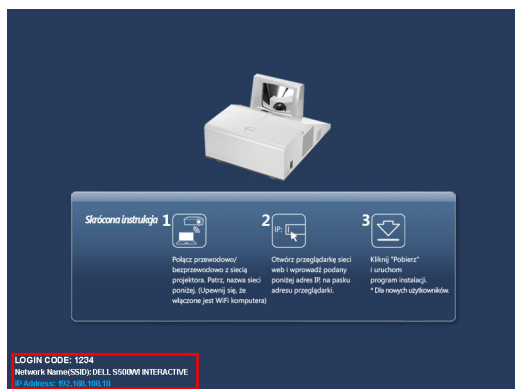 Skrócona instrukcja 1 2 3
IP:
Połącz przewodowo/
bezprzewodowo z siecią
projektora. Patrz, nazwa sieci
poniżej. (Upewnij się, że
włączone jest WiFi komputera)
Otwórz przeglądarkę sieci
web i wprowadź podany
poniżej adres IP, na pasku
adresu przeglądarki.
Kliknij "Pobierz"
i uruchom
program instalacji.
* Dla nowych użytkowników.
LOGIN CODE: 1234
Network Name(SSID): DELL S500WI INTERACTIVE
IP Address: 192.168.100.10